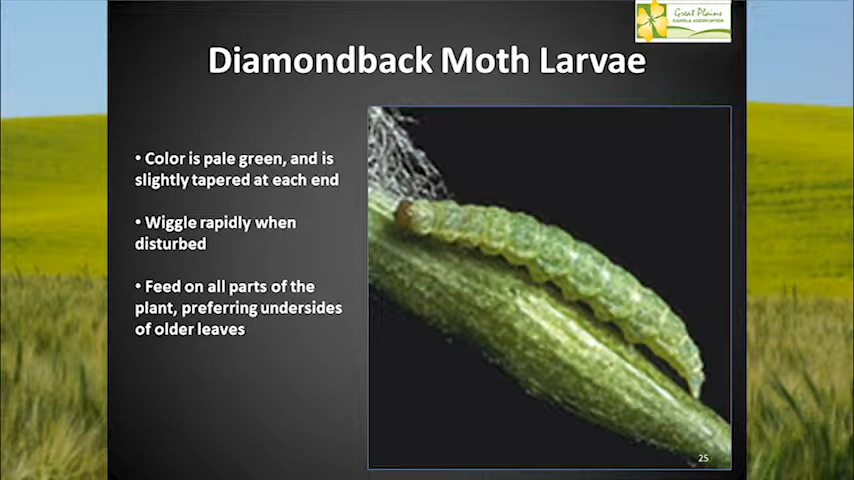 Great Plains
CANOLA ASSOCIATION
Diamondback Moth Larvae
• Color is pale green, and is
slightly tapered at each end
• Wiggle rapidly when
disturbed
• Feed on all parts of the
plant, preferring undersides
of older leaves
25